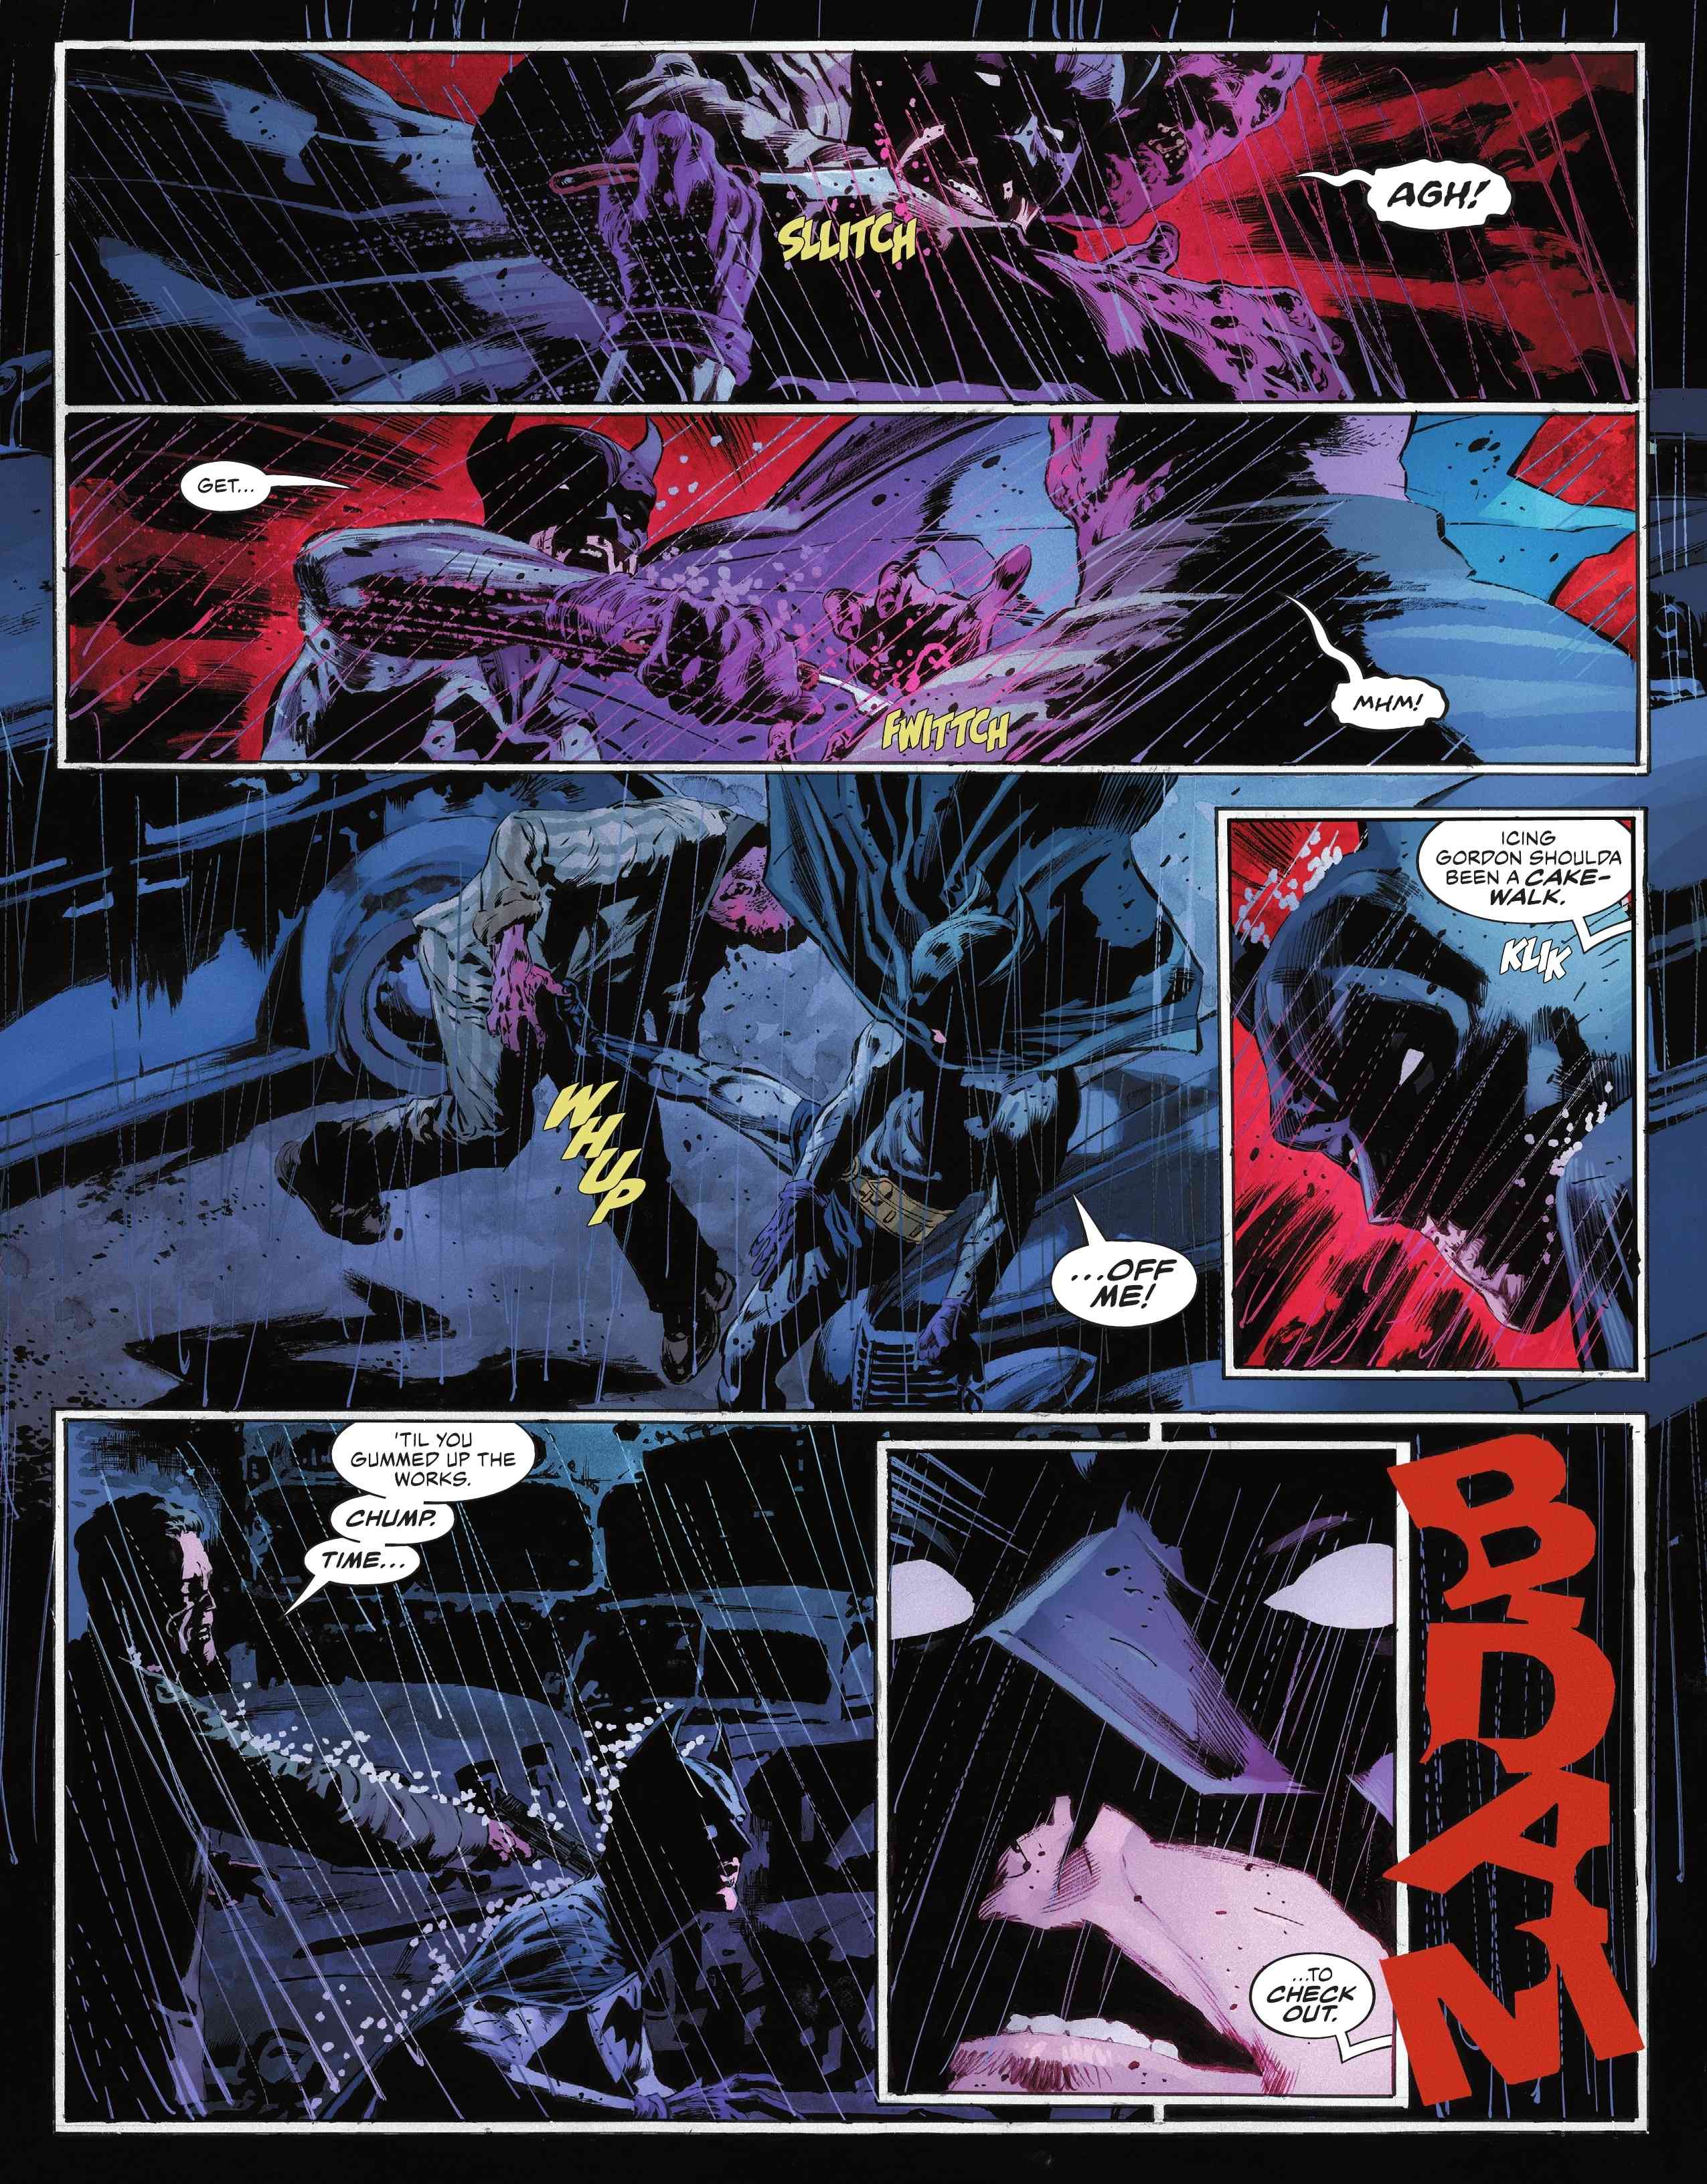 AGH!
SLLITCH
GET...
FWITTCH
MHM!
WHUP
...OFF
ME!
ICING
GORDON SHOULDA
BEEN A CAKE-
WALK.
KLIK
'TIL YOU
GUMMED UP THE
WORKS.
CHUMP.
TIME...
...TO
CHECK
OUT.
BDAM